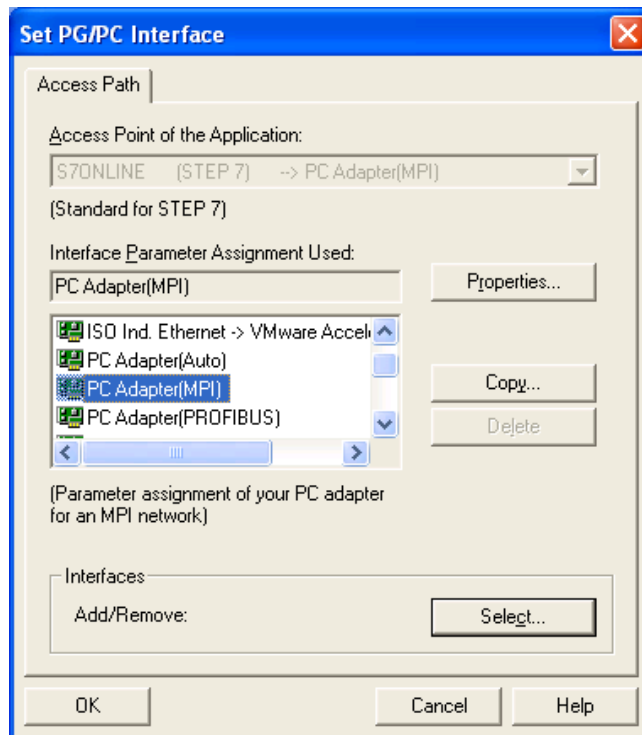 Set PG/PC Interface
Access Path
Access Point of the Application:
S7ONLINE (STEP 7) --> PC Adapter(MPI)
(Standard for STEP 7)
Interface Parameter Assignment Used:
PC Adapter(MPI)
Properties...
ISO Ind. Ethernet -> VMware Accel
PC Adapter(Auto)
PC Adapter(MPI)
PC Adapter(PROFIBUS)
Copy...
Delete
(Parameter assignment of your PC adapter
for an MPI network)
Interfaces
Add/Remove:
Select...
OK
Cancel
Help